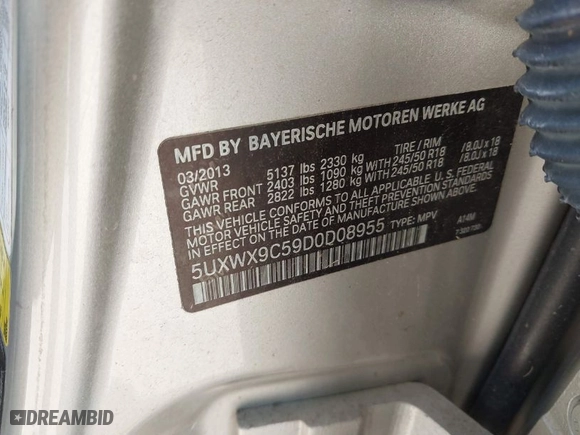 MFD BY BAYERISCHE MOTOREN WERKE AG
03/2013 TIRE / RIM
GVWR 5137 lbs 2330 kg
GAWR FRONT 2403 lbs 1090 kg WITH 245/50 R18 /8.0J x 18
GAWR REAR 2822 lbs 1280 kg WITH 245/50 R18 /8.0J x 18
THIS VEHICLE CONFORMS TO ALL APPLICABLE U.S. FEDERAL
MOTOR VEHICLE SAFETY AND THEFT PREVENTION STANDARDS
IN EFFECT ON THE DATE OF MANUFACTURE SHOWN ABOVE.
5UXWX9C59D0D08955 TYPE: MPV A14M
DREAMBID